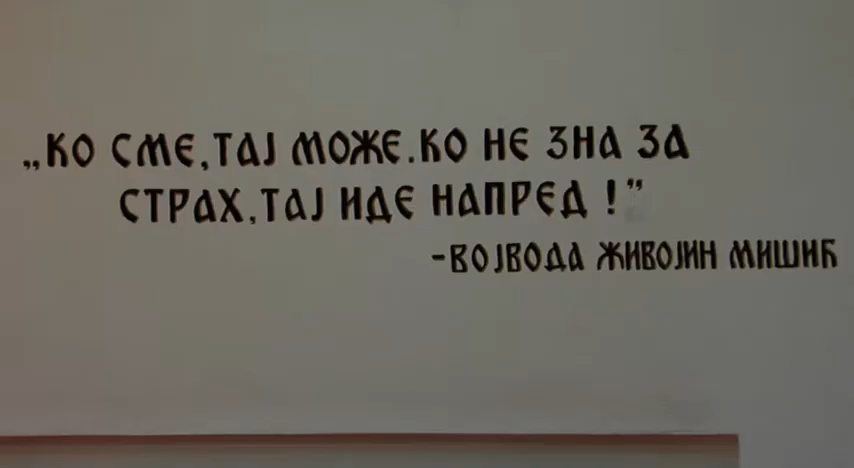 „КО СМЕ,ТАЈ МОЖЕ.КО НЕ ЗНА ЗА
СТРАХ,ТАЈ ИДЕ НАПРЕД !”
-ВОЈВОДА ЖИВОЈИН МИШИЋ